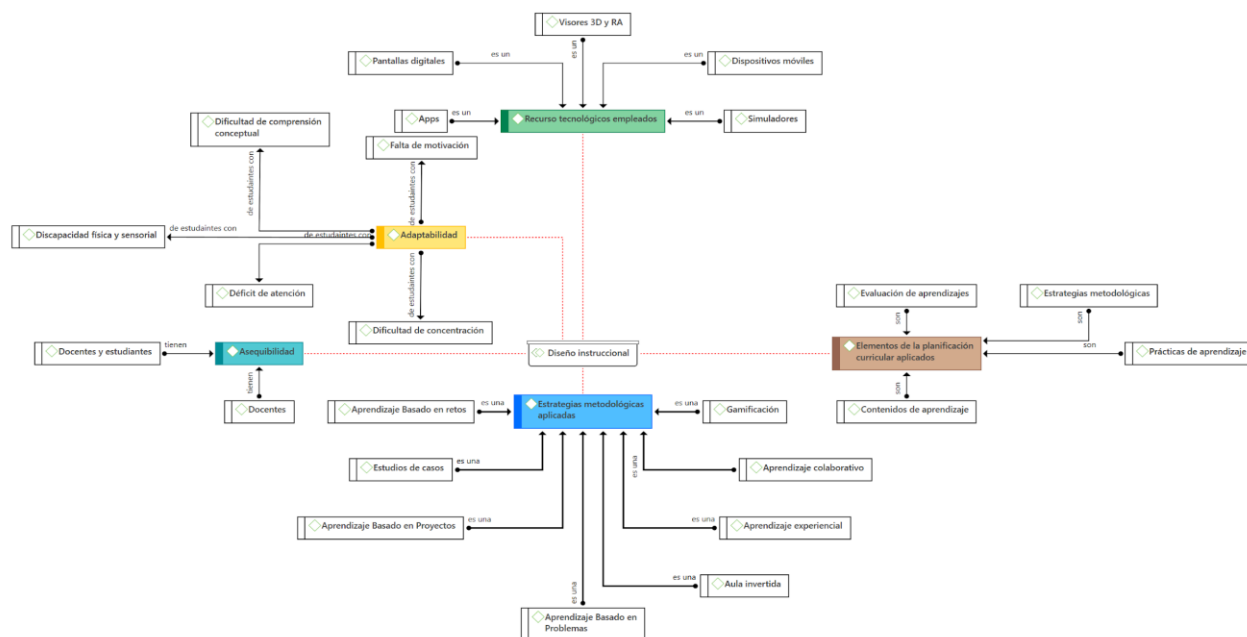 Visores 3D y RA
es un
es un
es un
Pantallas digitales
Dispositivos móviles
Apps
es un
Recurso tecnológicos empleados
es un
Simuladores
Dificultad de comprensión
conceptual
Falta de motivación
de estudaintes con
de estudaintes con
Discapacidad física y sensorial
de estudaintes con
de estudaintes con
Adaptabilidad
Déficit de atención
de estudaintes con
Dificultad de concentración
Evaluación de aprendizajes
Estrategias metodológicas
son
son
Docentes y estudiantes
tienen
Asequibilidad
Diseño instruccional
Elementos de la planificación
curricular aplicados
son
Prácticas de aprendizaje
tienen
Docentes
son
Contenidos de aprendizaje
Aprendizaje Basado en retos
es una
Estrategias metodológicas
aplicadas
es una
Gamificación
Estudios de casos
es una
es una
Aprendizaje colaborativo
Aprendizaje Basado en Proyectos
es una
es una
Aprendizaje experiencial
es una
Aula invertida
es una
Aprendizaje Basado en
Problemas